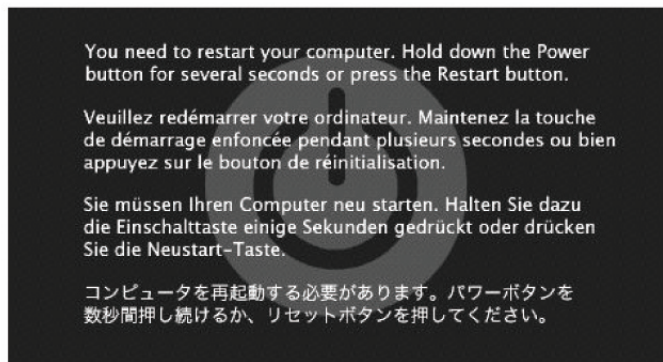 You need to restart your computer. Hold down the Power
button for several seconds or press the Restart button.
Veuillez redémarrer votre ordinateur. Maintenez la touche
de démarrage enfoncée pendant plusieurs secondes ou bien
appuyez sur le bouton de réinitialisation.
Sie müssen Ihren Computer neu starten. Halten Sie dazu
die Einschalttaste einige Sekunden gedrückt oder drücken
Sie die Neustart-Taste.
コンピュータを再起動する必要があります。パワーボタンを
数秒間押し続けるか、リセットボタンを押してください。